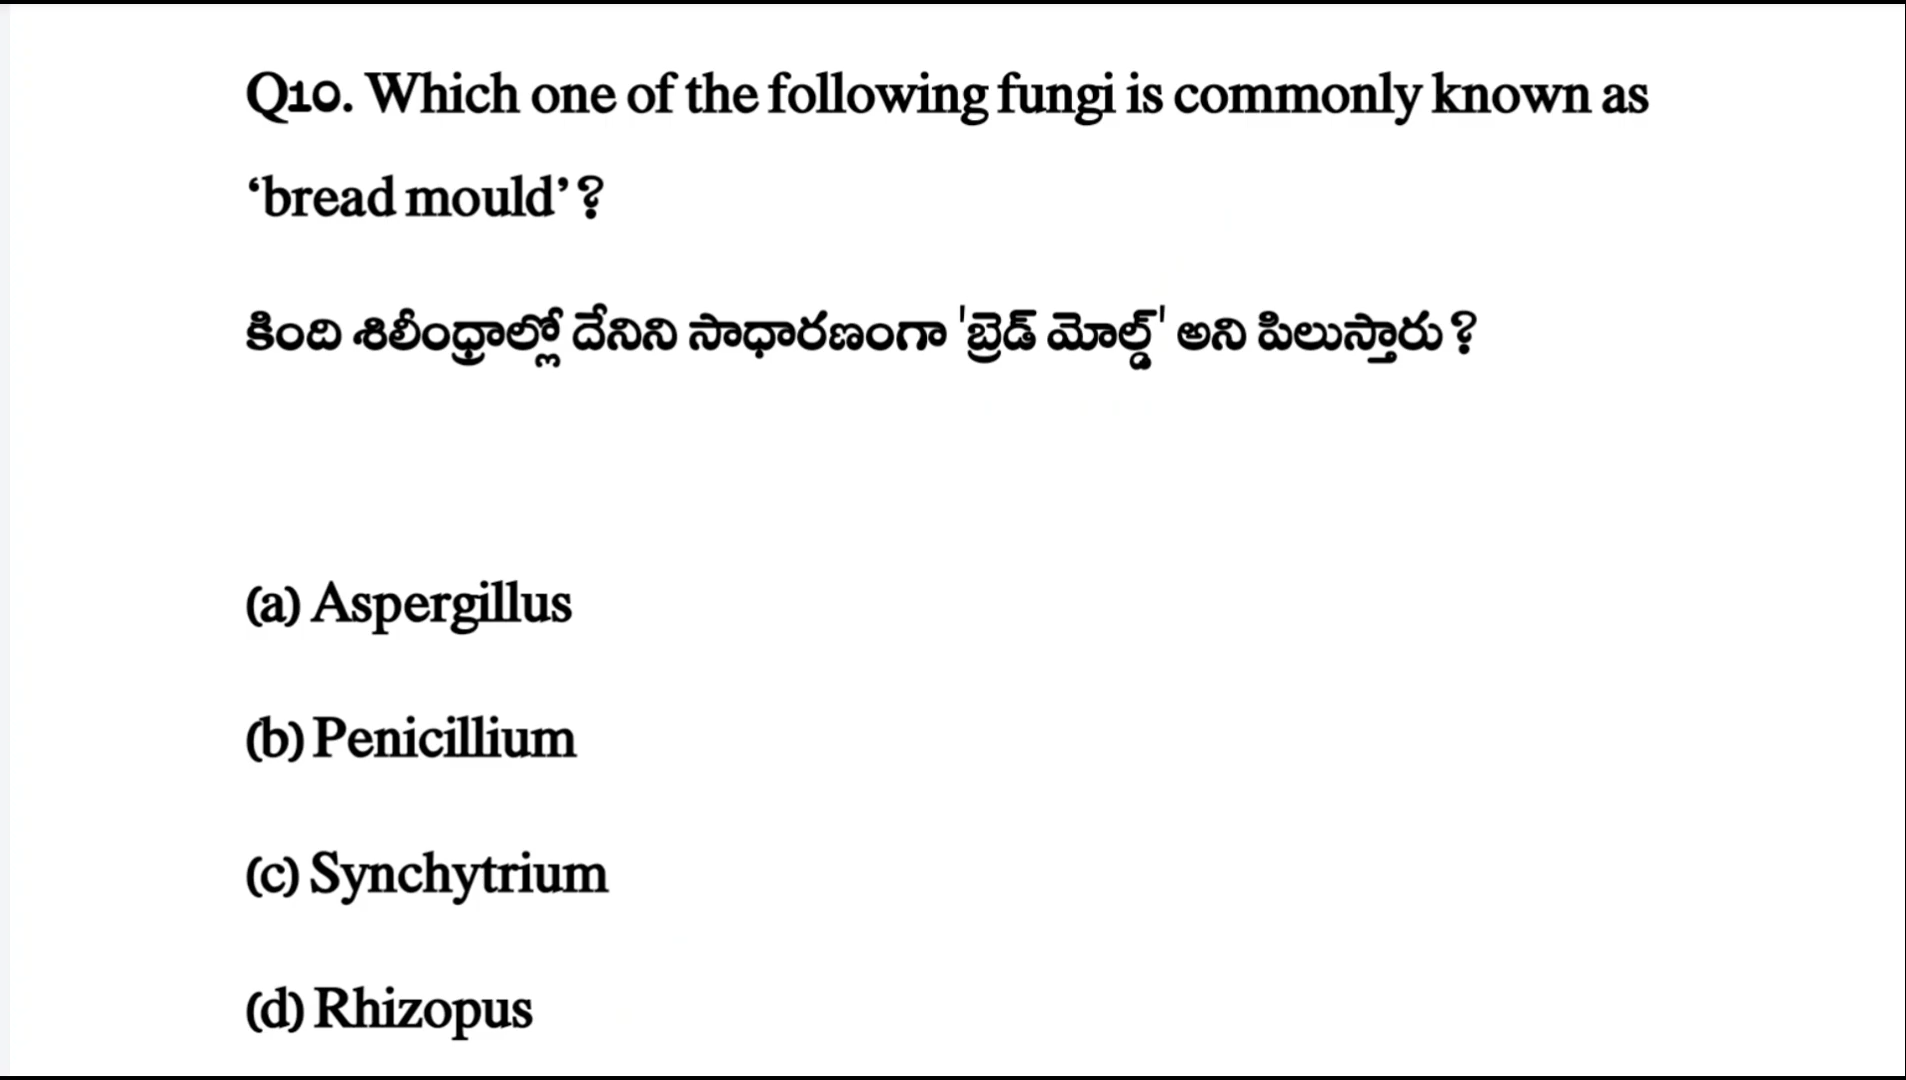 Q10. Which one of the following fungi is commonly known as
‘bread mould’?
కింది శిలీంధ్రాల్లో దేనిని సాధారణంగా 'బ్రెడ్ మోల్డ్' అని పిలుస్తారు?
(a) Aspergillus
(b) Penicillium
(c) Synchytrium
(d) Rhizopus